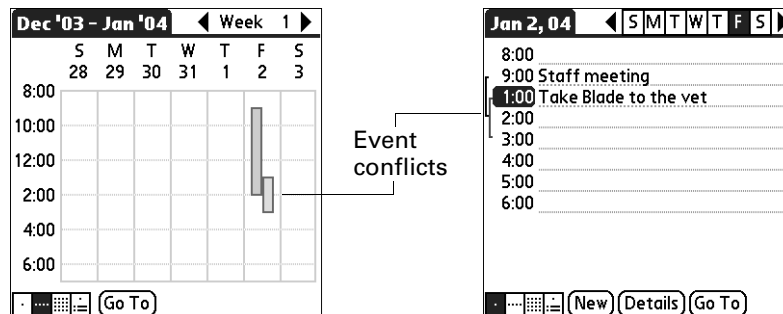 Dec '03 – Jan '04 Week 1
S M T W T F S
28 29 30 31 1 2 3
8:00
10:00
12:00
2:00
4:00
6:00
Go To
Event
conflicts
Jan 2, 04 S M T W T F S
8:00
9:00 Staff meeting
1:00 Take Blade to the vet
2:00
3:00
4:00
5:00
6:00
New Details Go To